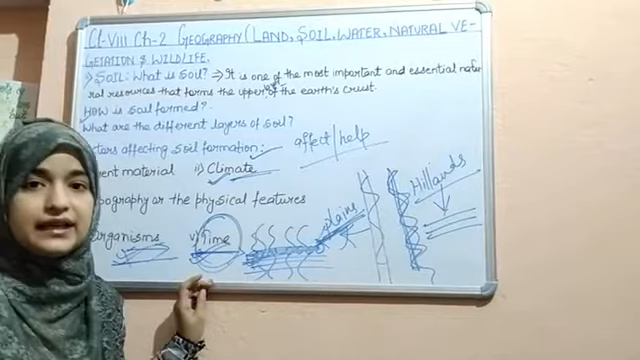 Cl-VIII Ch-2 GEOGRAPHY (LAND, SOIL, WATER, NATURAL VE-
GETATION & WILDLIFE.
SOIL: What is soil? ⇒ It is one of the most important and essential natu-
ral resources that forms the upper layer of the earth's crust.
How is soil formed?
What are the different layers of soil?
tors affecting soil formation: affect/help
ent material ii) Climate Hillands
pography or the physical features
organisms v) Time plains